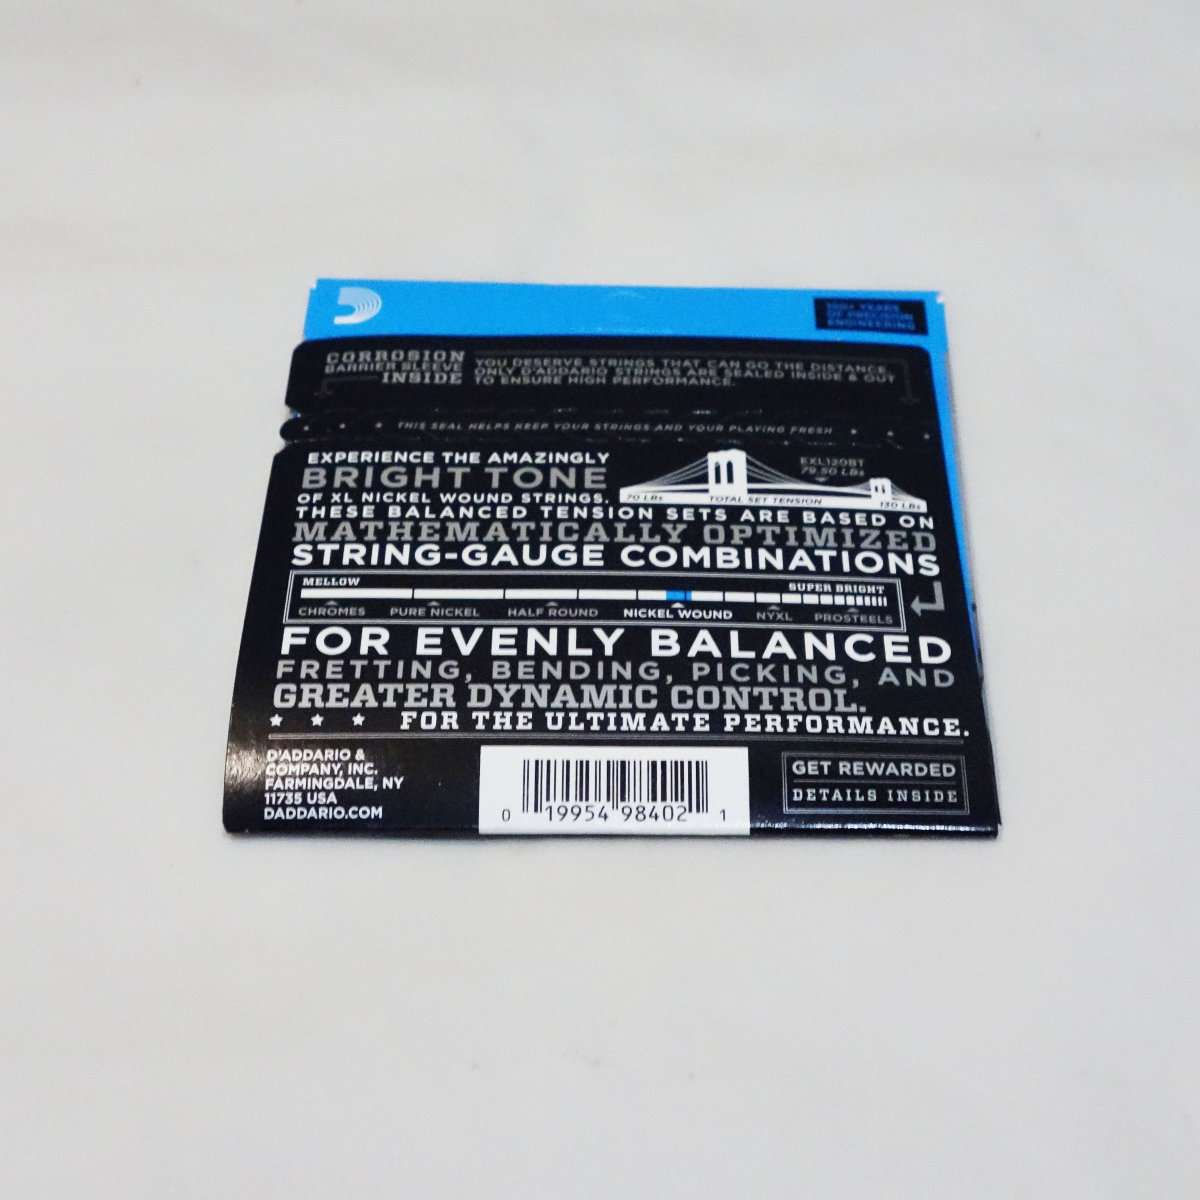 100+ YEARS
OF PRECISION
ENGINEERING
CORROSION
BARRIER SLEEVE
INSIDE
YOU DESERVE STRINGS THAT CAN GO THE DISTANCE.
ONLY D'ADDARIO STRINGS ARE SEALED INSIDE & OUT
TO ENSURE HIGH PERFORMANCE.
THIS SEAL HELPS KEEP YOUR STRINGS AND YOUR PLAYING FRESH
EXPERIENCE THE AMAZINGLY
BRIGHT TONE
OF XL NICKEL WOUND STRINGS.
EXL120BT
79.50 LBs
70 LBs
TOTAL SET TENSION
130 LBs
THESE BALANCED TENSION SETS ARE BASED ON
MATHEMATICALLY OPTIMIZED
STRING-GAUGE COMBINATIONS
MELLOW
SUPER BRIGHT
CHROMES PURE NICKEL HALF ROUND NICKEL WOUND NYXL PROSTEELS
FOR EVENLY BALANCED
FRETTING, BENDING, PICKING, AND
GREATER DYNAMIC CONTROL.
FOR THE ULTIMATE PERFORMANCE.
D'ADDARIO &
COMPANY, INC.
FARMINGDALE, NY
11735 USA
DADDARIO.COM
0 19954 98402 1
GET REWARDED
DETAILS INSIDE